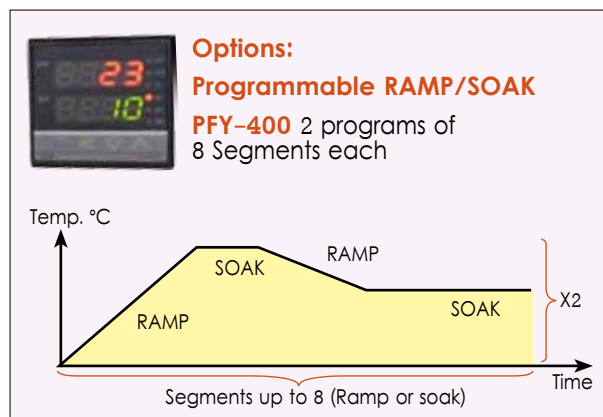 23
10
Options:
Programmable RAMP/SOAK
PFY-400 2 programs of
8 Segments each
Temp. ºC
RAMP
SOAK
RAMP
SOAK
X2
Time
Segments up to 8 (Ramp or soak)